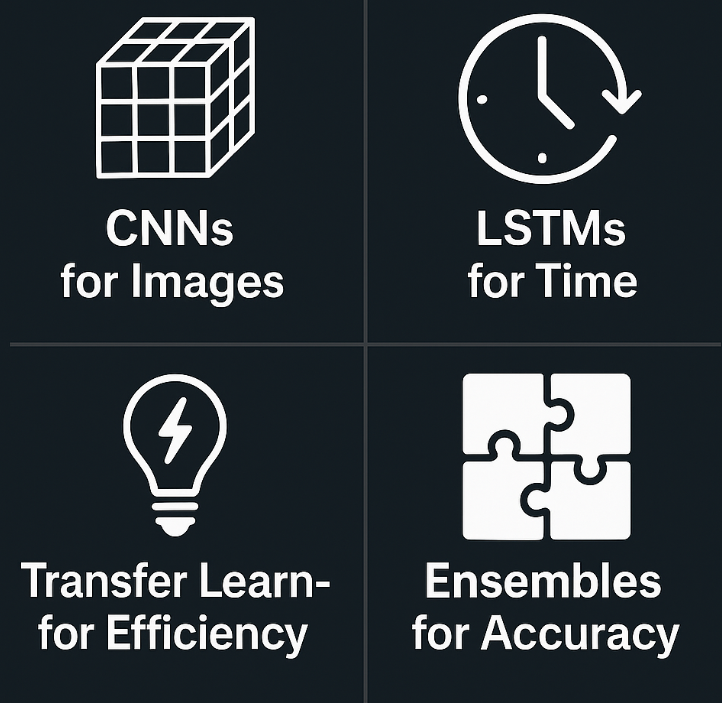 CNNs
for Images
LSTMs
for Time
Transfer Learn-
for Efficiency
Ensembles
for Accuracy